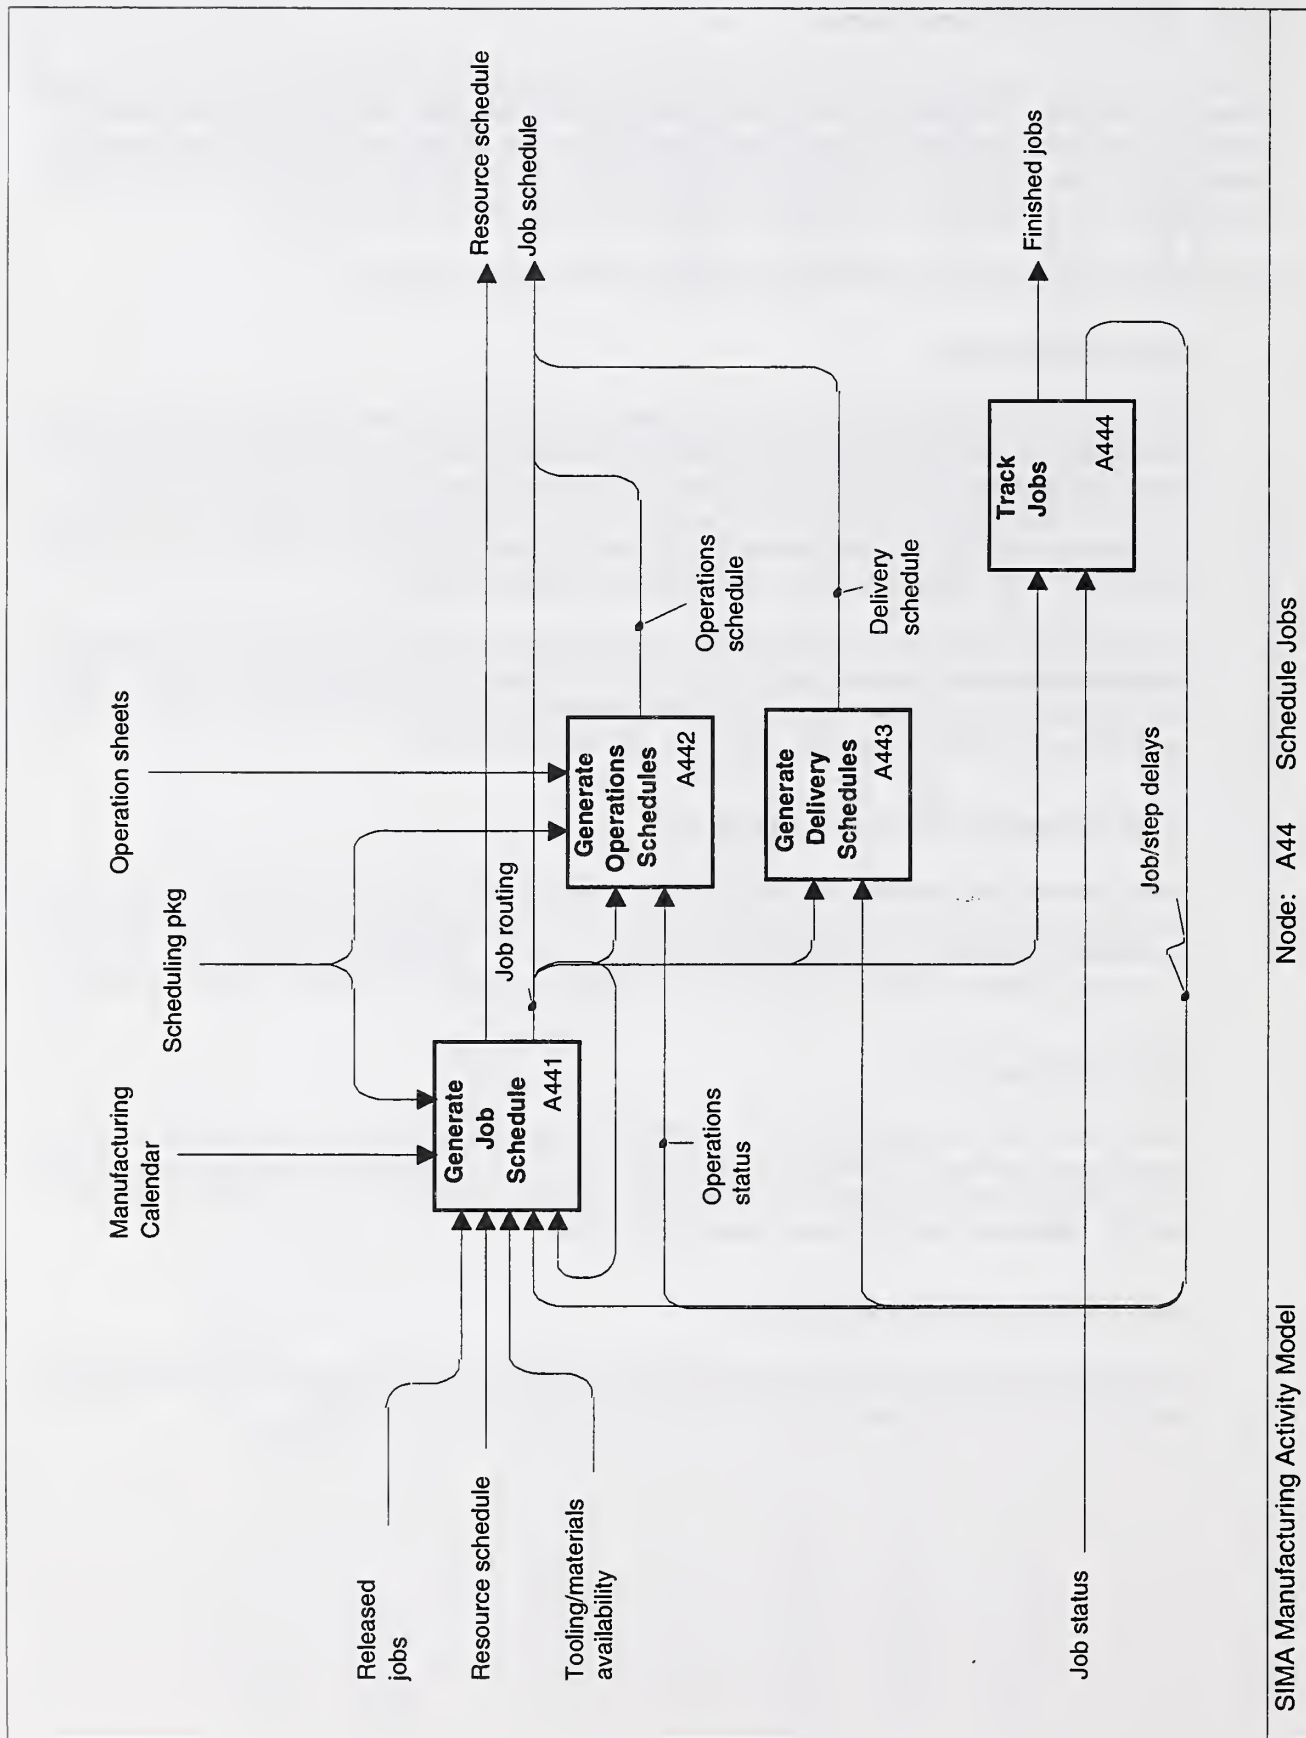 Manufacturing
Calendar
Scheduling pkg
Operation sheets
Released
jobs
Resource schedule
Tooling/materials
availability
Generate
Job
Schedule
A441
Job routing
Resource schedule
Job schedule
Generate
Operations
Schedules
A442
Operations
schedule
Operations
status
Generate
Delivery
Schedules
A443
Delivery
schedule
Track
Jobs
A444
Finished jobs
Job status
Job/step delays
SIMA Manufacturing Activity Model
Node: A44 Schedule Jobs